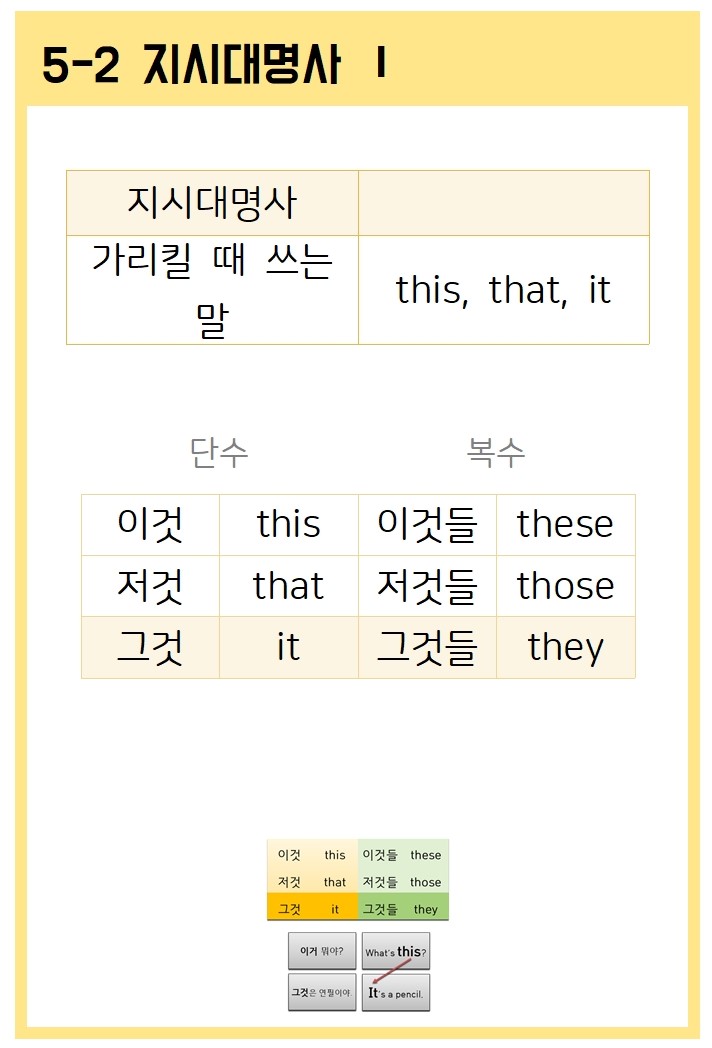 5-2 지시대명사 I
지시대명사
가리킬 때 쓰는
말
this, that, it
단수 복수
이것 this 이것들 these
저것 that 저것들 those
그것 it 그것들 they
이것 this 이것들 these
저것 that 저것들 those
그것 it 그것들 they
이거 뭐야? What's this?
그것은 연필이야. It's a pencil.